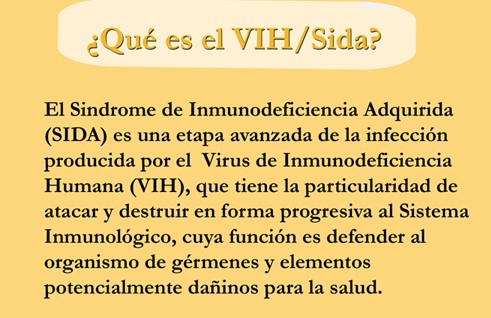 ¿Qué es el VIH/Sida?
El Sindrome de Inmunodeficiencia Adquirida
(SIDA) es una etapa avanzada de la infección
producida por el Virus de Inmunodeficiencia
Humana (VIH), que tiene la particularidad de
atacar y destruir en forma progresiva al Sistema
Inmunológico, cuya función es defender al
organismo de gérmenes y elementos
potencialmente dañinos para la salud.